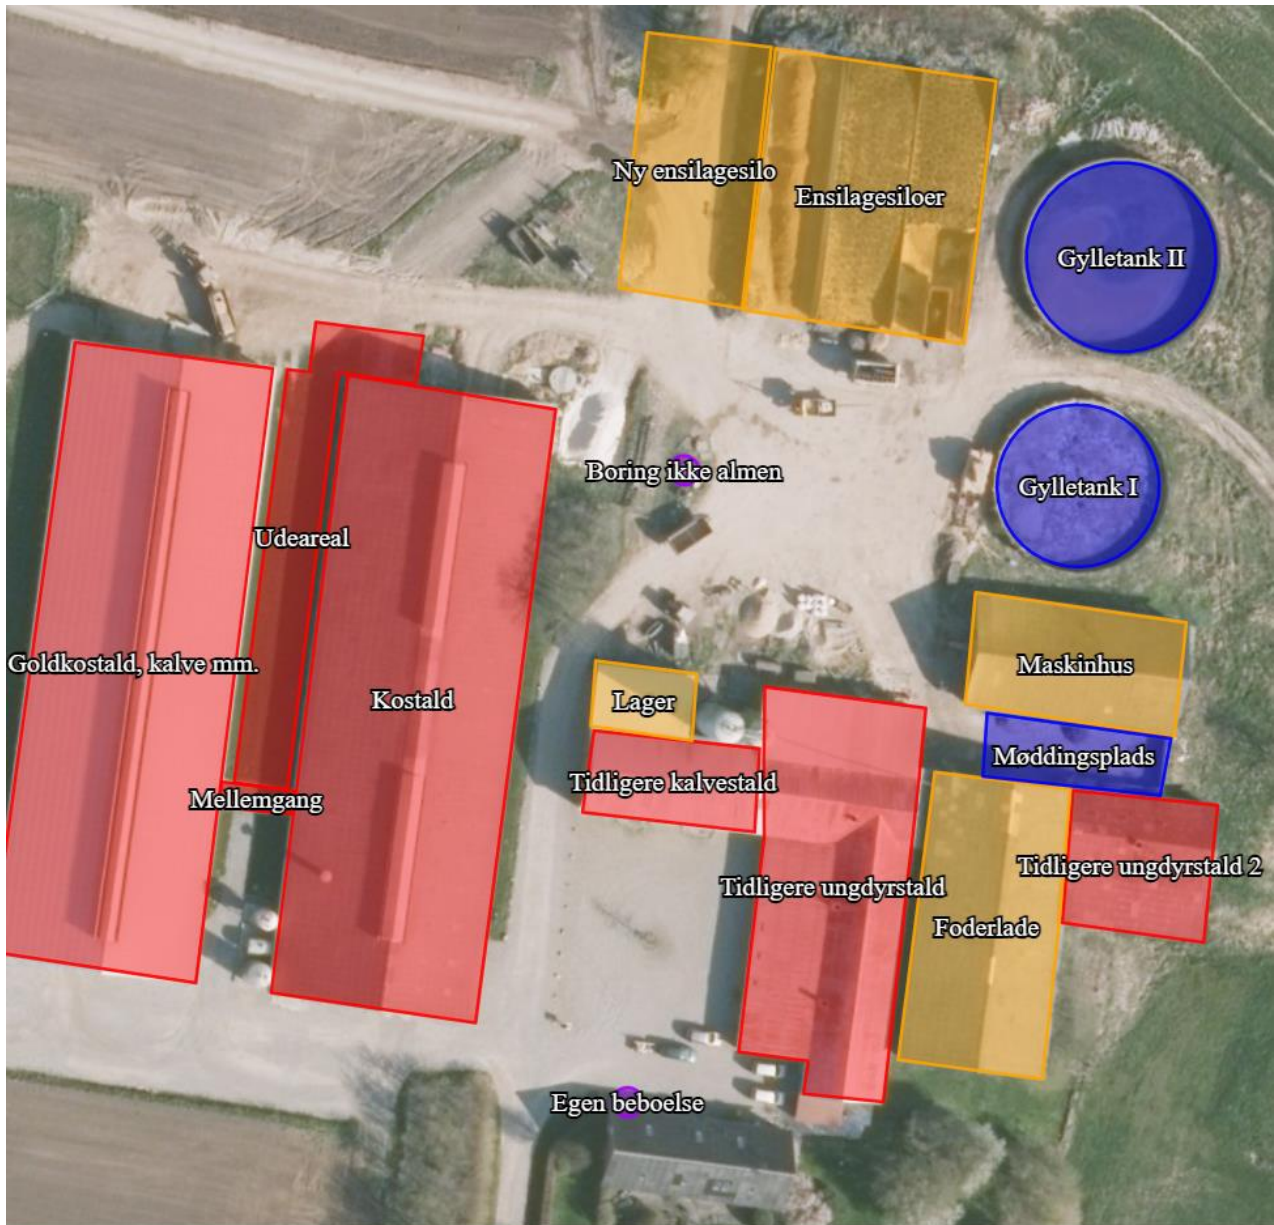 Ny ensilagesilo
Ensilagesiloer
Gylletank II
Boring ikke almen
Gylletank I
Udeareal
Goldkostald, kalve mm.
Kostald
Maskinhus
Lager
Møddingsplads
Tidligere kalvestald
Mellemgang
Tidligere ungdyrstald 2
Tidligere ungdyrstald
Foderlade
Egen beboelse